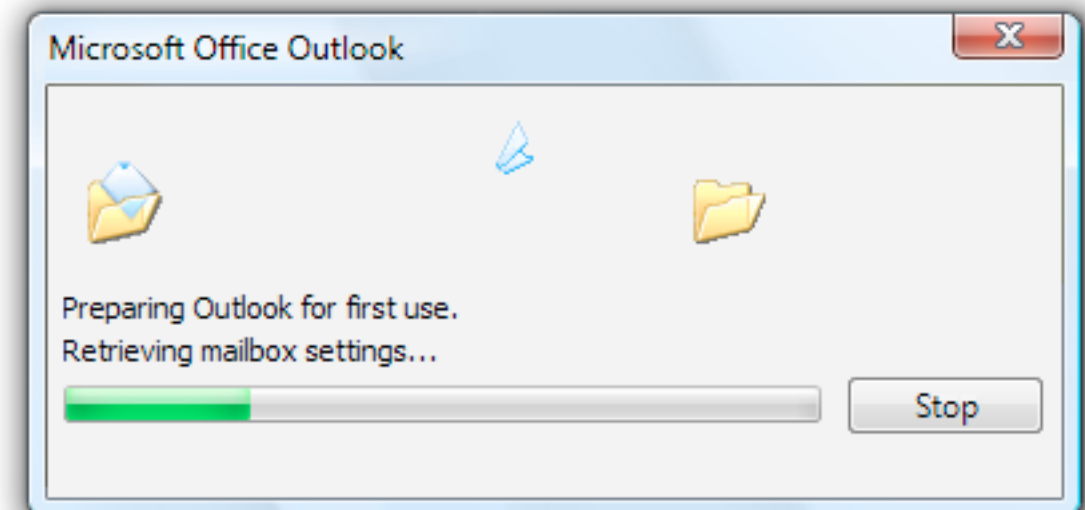 Microsoft Office Outlook
Preparing Outlook for first use.
Retrieving mailbox settings...
Stop